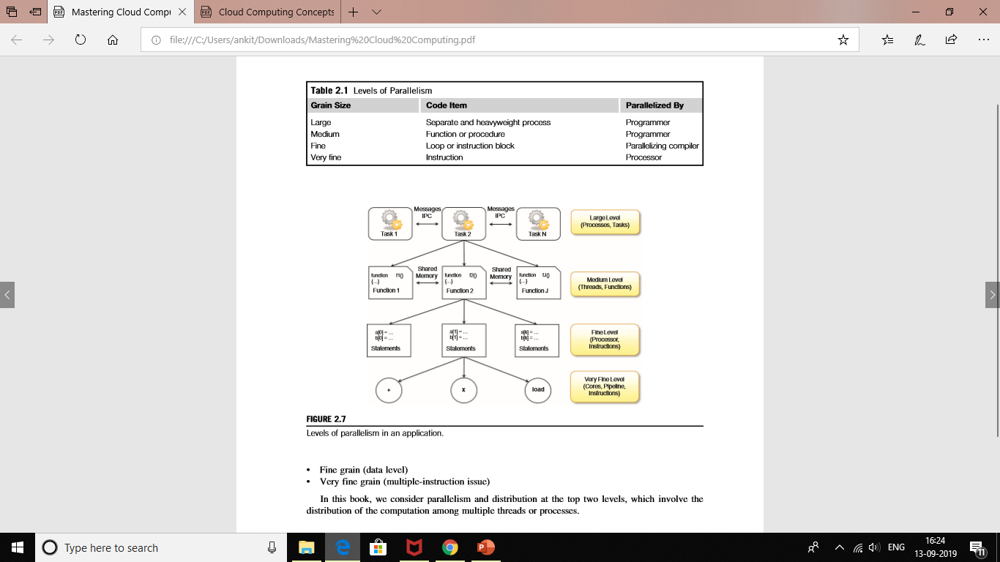 Mastering Cloud Compu
Cloud Computing Concepts
file:///C:/Users/ankit/Downloads/Mastering%20Cloud%20Computing.pdf
Table 2.1 Levels of Parallelism
Grain Size Code Item Parallelized By
Large Separate and heavyweight process Programmer
Medium Function or procedure Programmer
Fine Loop or instruction block Parallelizing compiler
Very fine Instruction Processor
Messages Messages
IPC IPC
Task 1 Task 2 Task N
Large Level
(Processes, Tasks)
Shared Shared
Memory Memory
function f1() function f2() function fJ()
{...} {...} {...}
Function 1 Function 2 Function J
Medium Level
(Threads, Functions)
a[0] = ... a[1] = ... a[k] = ...
b[0] = ... b[1] = ... b[k] = ...
Statements Statements Statements
Fine Level
(Processor,
Instructions)
+ x load
Very Fine Level
(Cores, Pipeline,
Instructions)
FIGURE 2.7
Levels of parallelism in an application.
• Fine grain (data level)
• Very fine grain (multiple-instruction issue)
In this book, we consider parallelism and distribution at the top two levels, which involve the
distribution of the computation among multiple threads or processes.
Type here to search
ENG
16:24
13-09-2019
11